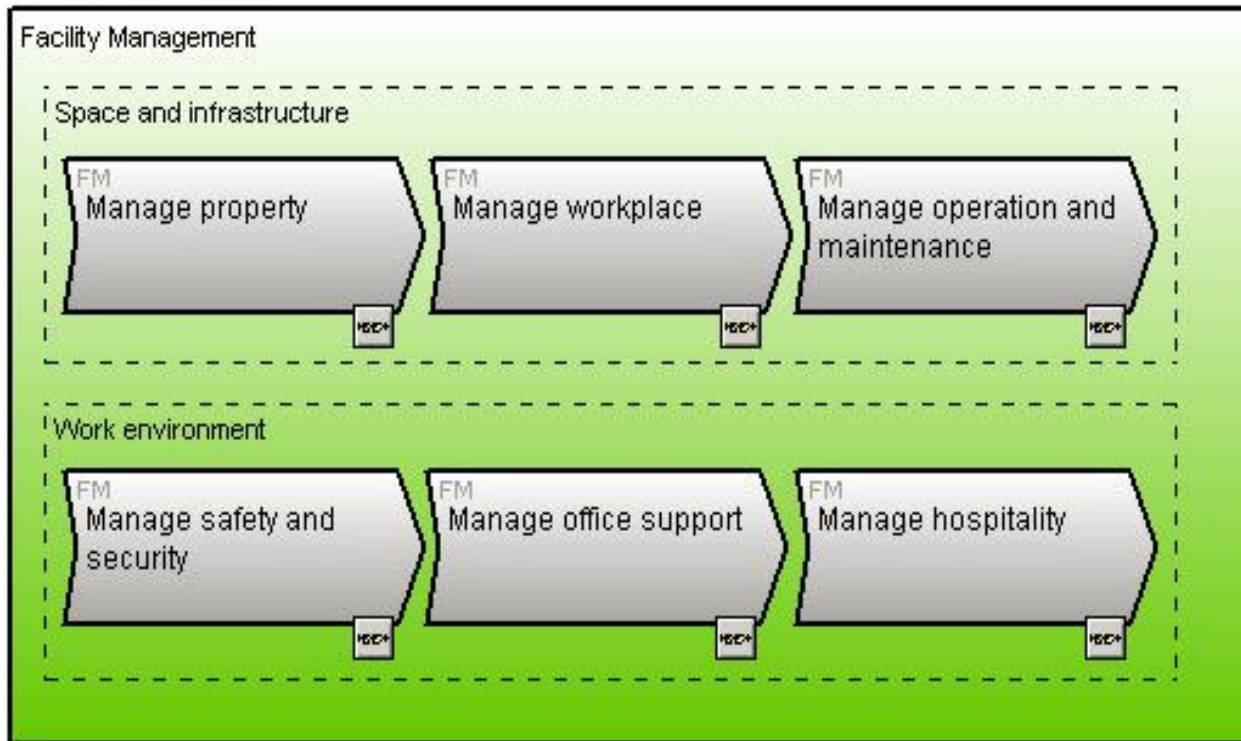 Facility Management
Space and infrastructure
FM
Manage property
FM
Manage workplace
FM
Manage operation and
maintenance
Work environment
FM
Manage safety and
security
FM
Manage office support
FM
Manage hospitality